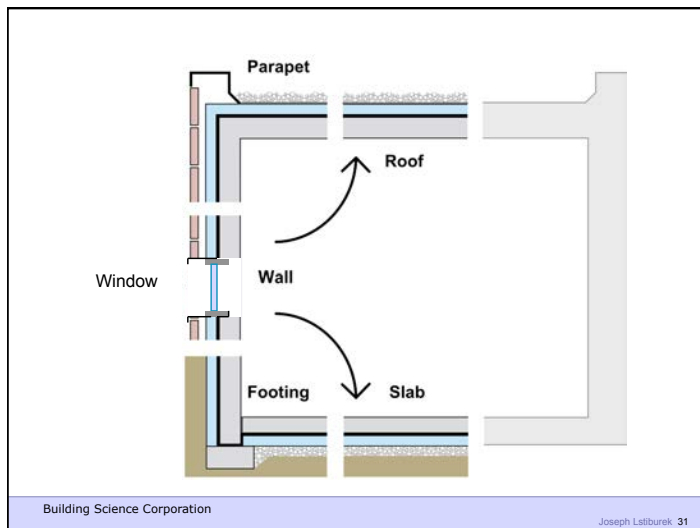 Parapet
Roof
Window
Wall
Footing
Slab
Building Science Corporation
Joseph Lstiburek 31